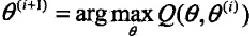 θ^{(i+1)} = arg max_θ Q(θ, θ^{(i)})